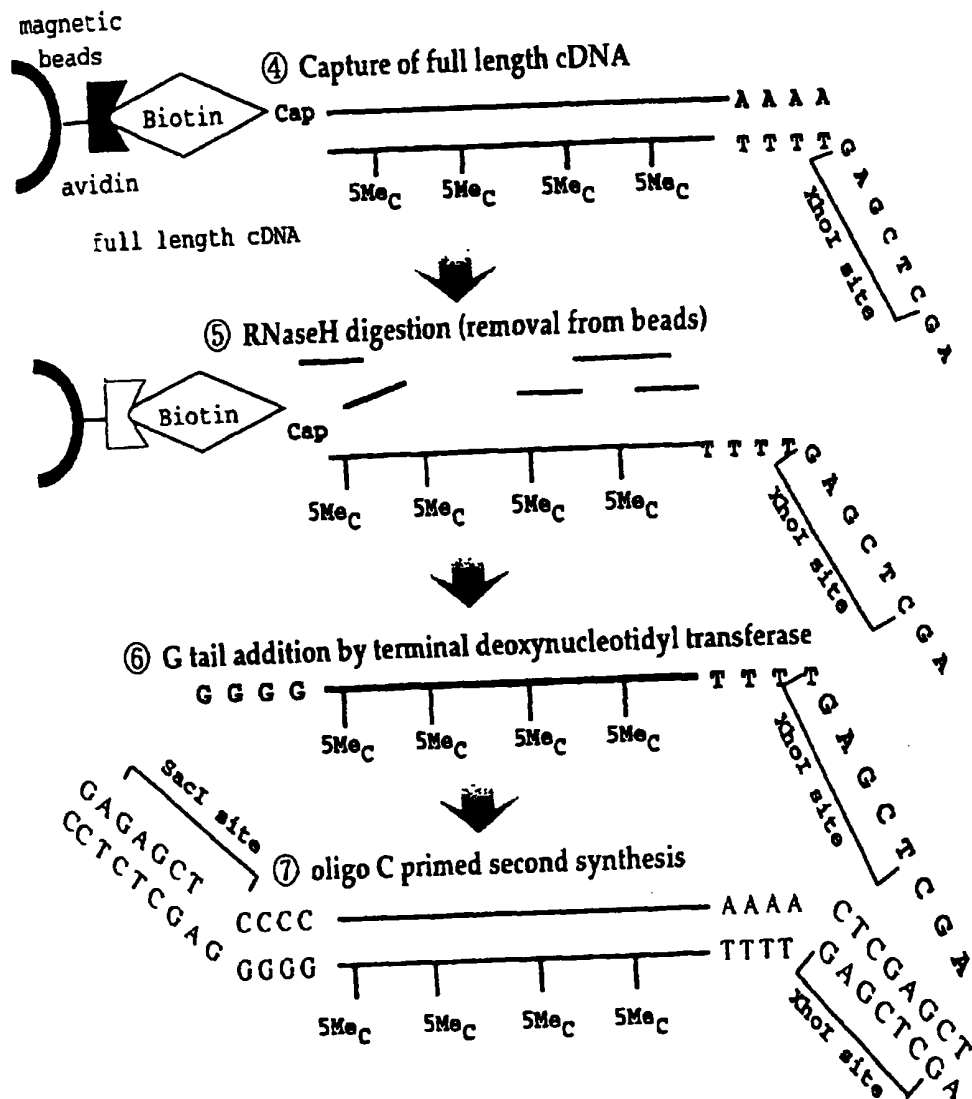 magnetic
beads
④ Capture of full length cDNA
Biotin
Cap
A A A A
T T T T G A G C T C G A
avidin
5MeC 5MeC 5MeC 5MeC
XhoI site
full length cDNA
⑤ RNaseH digestion (removal from beads)
Biotin
Cap
T T T T G A G C T C G A
5MeC 5MeC 5MeC 5MeC
XhoI site
⑥ G tail addition by terminal deoxynucleotidyl transferase
G G G G
T T T T G A G C T C G A
5MeC 5MeC 5MeC 5MeC
XhoI site
SacI site
GAGAGCT
CCTCTCGAG
⑦ oligo C primed second synthesis
CCCC
AAAA CTCGAGCT
GGGG
TTTT GAGCTCGA
5MeC 5MeC 5MeC 5MeC
XhoI site